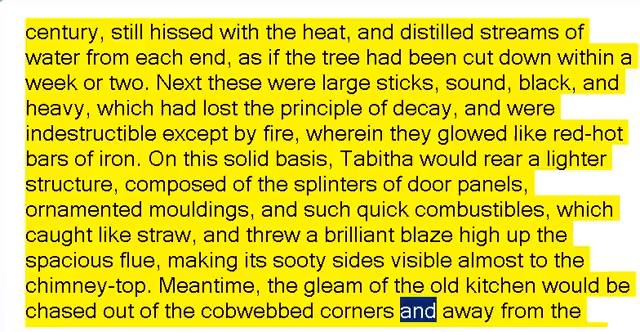 century, still hissed with the heat, and distilled streams of
water from each end, as if the tree had been cut down within a
week or two. Next these were large sticks, sound, black, and
heavy, which had lost the principle of decay, and were
indestructible except by fire, wherein they glowed like red-hot
bars of iron. On this solid basis, Tabitha would rear a lighter
structure, composed of the splinters of door panels,
ornamented mouldings, and such quick combustibles, which
caught like straw, and threw a brilliant blaze high up the
spacious flue, making its sooty sides visible almost to the
chimney-top. Meantime, the gleam of the old kitchen would be
chased out of the cobwebbed corners and away from the